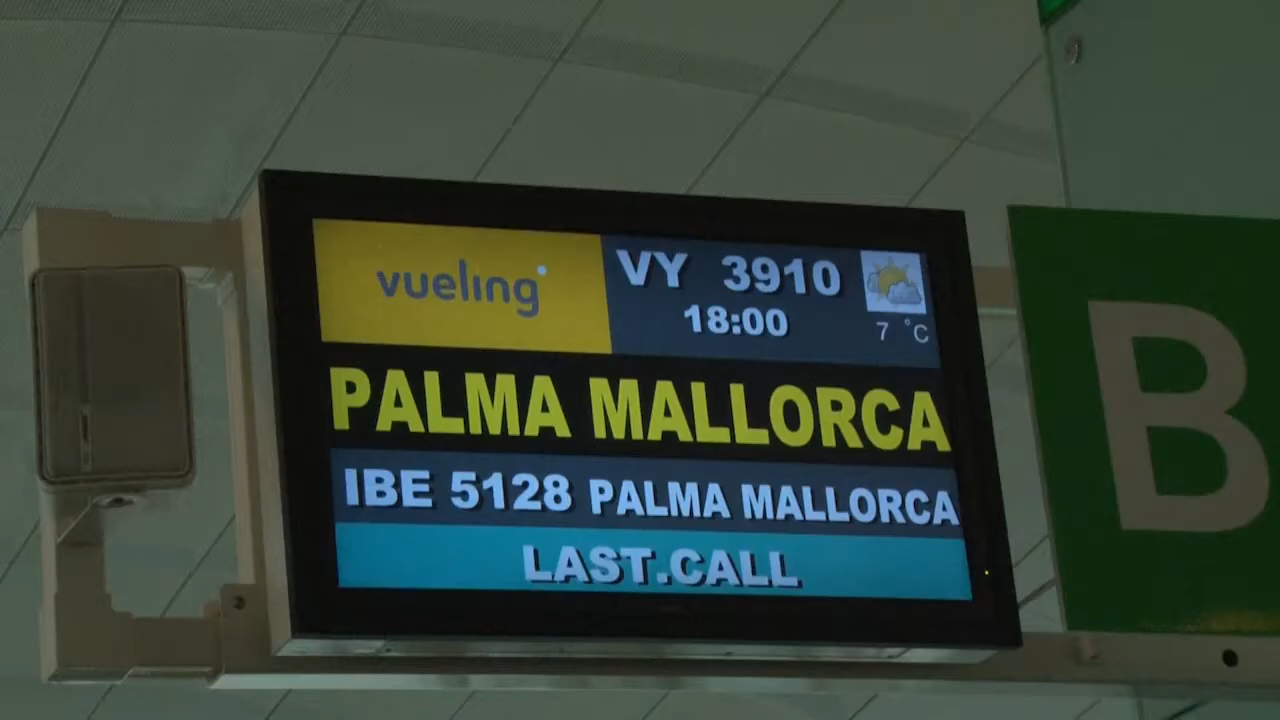 vueling
VY 3910
18:00
7 °C
PALMA MALLORCA
IBE 5128 PALMA MALLORCA
LAST.CALL
B